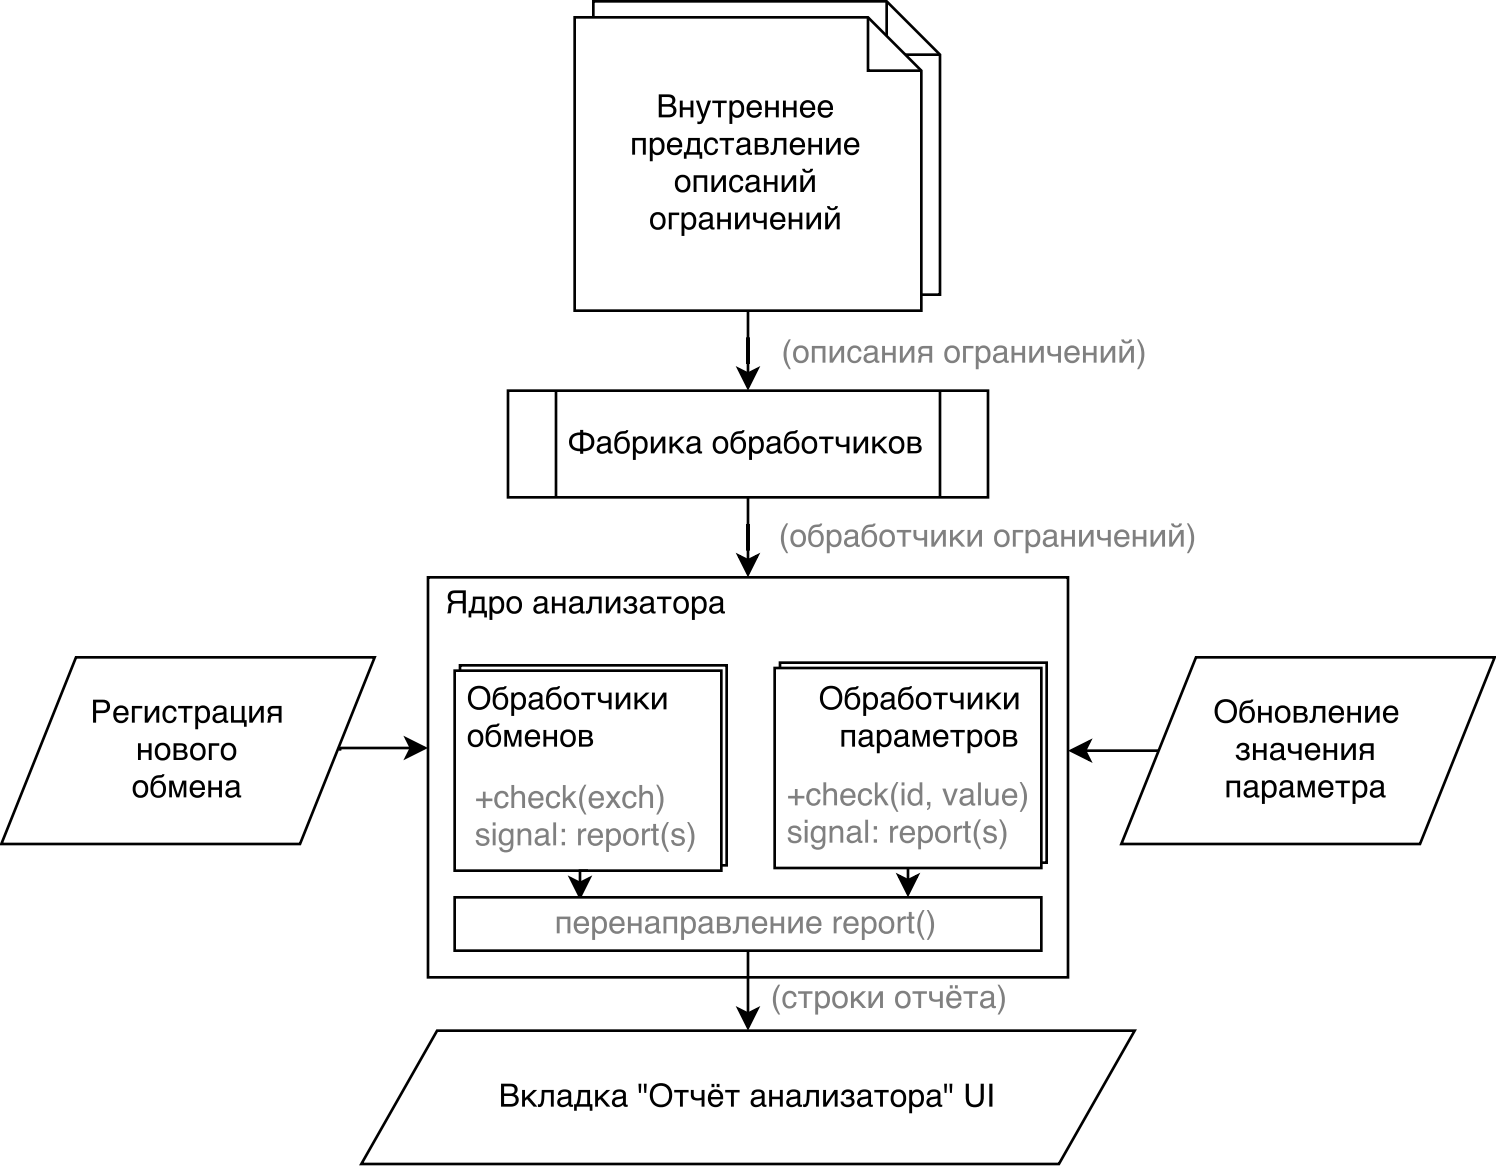 Внутреннее
представление
описаний
ограничений
(описания ограничений)
Фабрика обработчиков
(обработчики ограничений)
Ядро анализатора
Регистрация
нового
обмена
Обработчики
обменов
+check(exch)
signal: report(s)
Обработчики
параметров
+check(id, value)
signal: report(s)
Обновление
значения
параметра
перенаправление report()
(строки отчёта)
Вкладка "Отчёт анализатора" UI